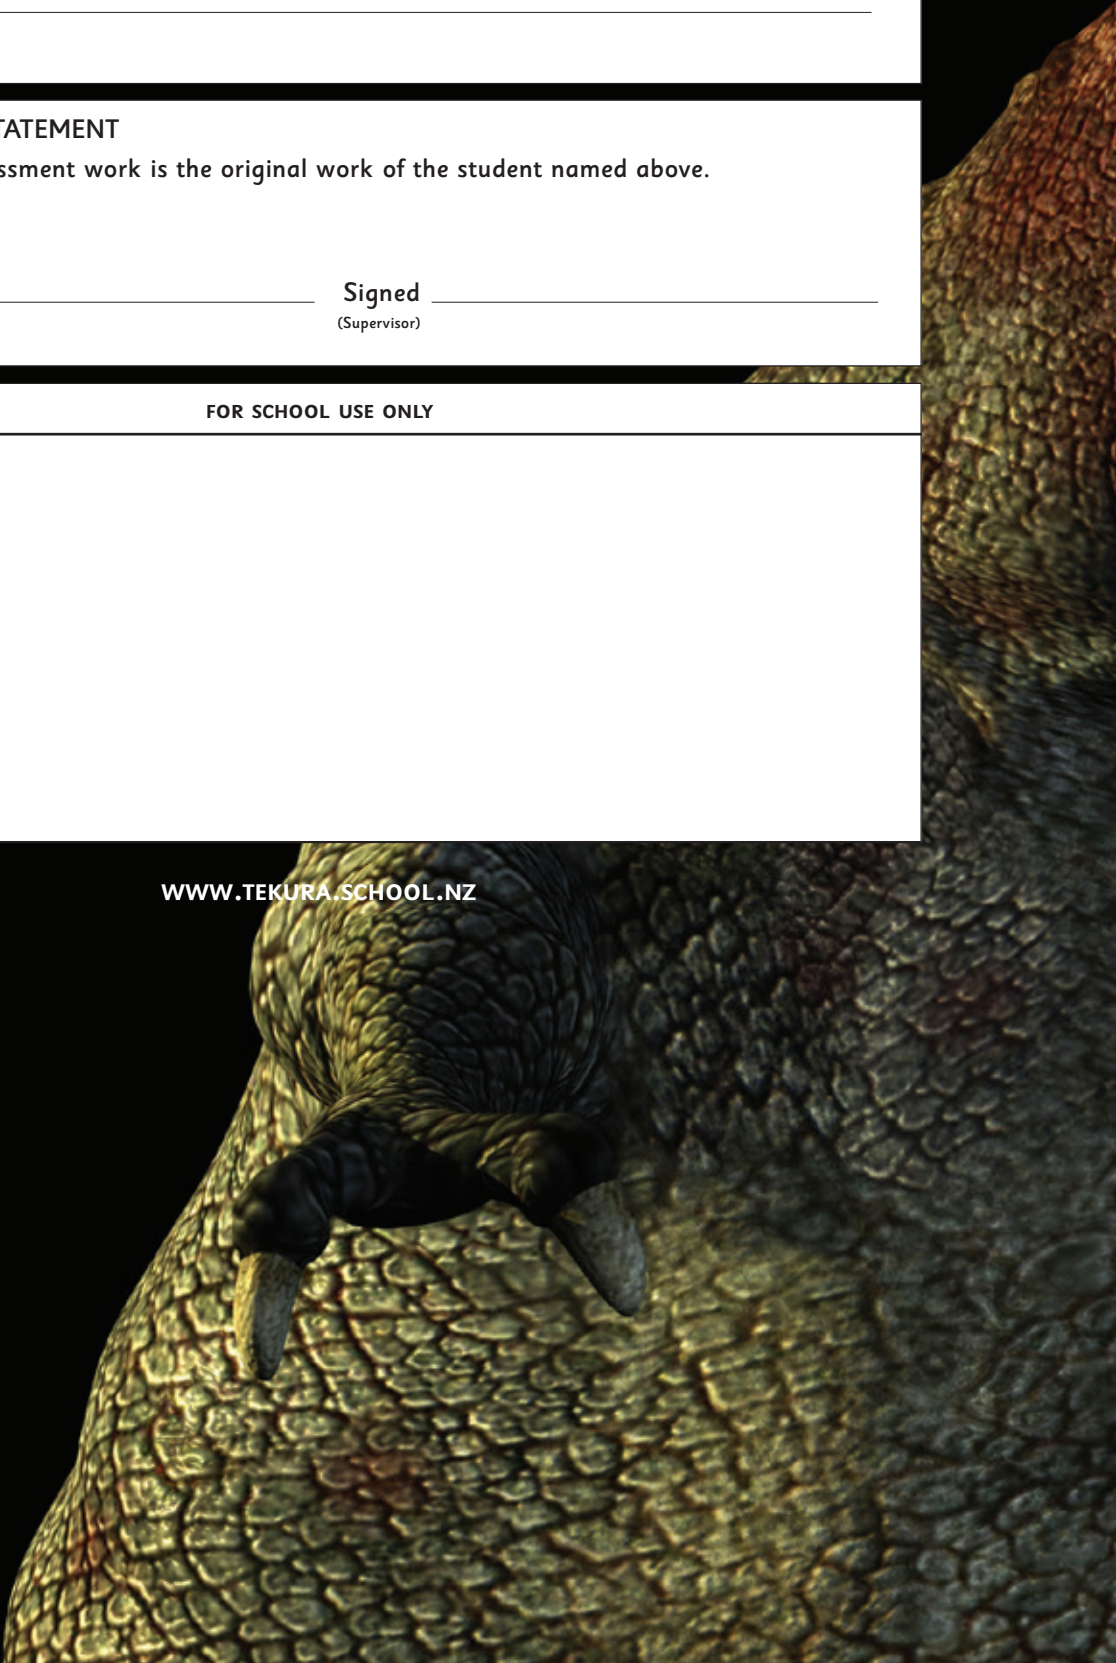 TATEMENT
ssment work is the original work of the student named above.
Signed
(Supervisor)
FOR SCHOOL USE ONLY
WWW.TEKURA.SCHOOL.NZ